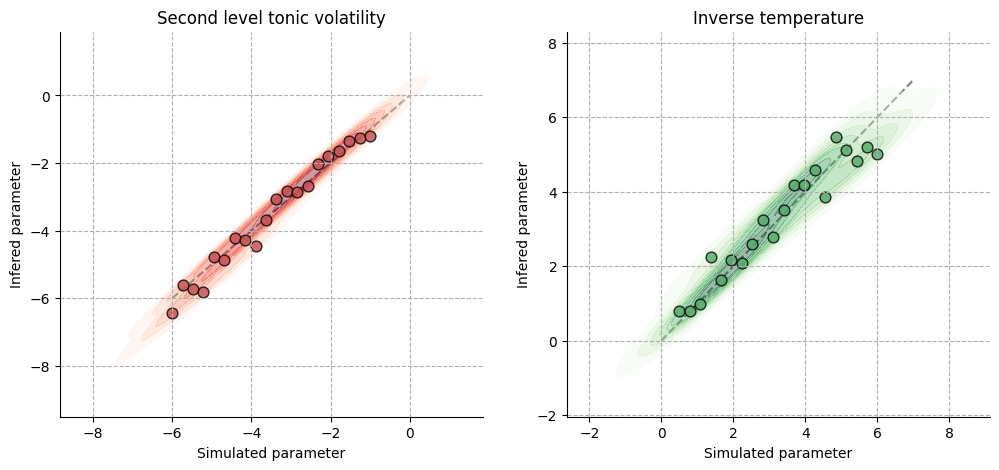 Second level tonic volatility
Inverse temperature
Infered parameter
0
−2
−4
−6
−8
−8 −6 −4 −2 0
Simulated parameter
Infered parameter
8
6
4
2
0
−2
−2 0 2 4 6 8
Simulated parameter